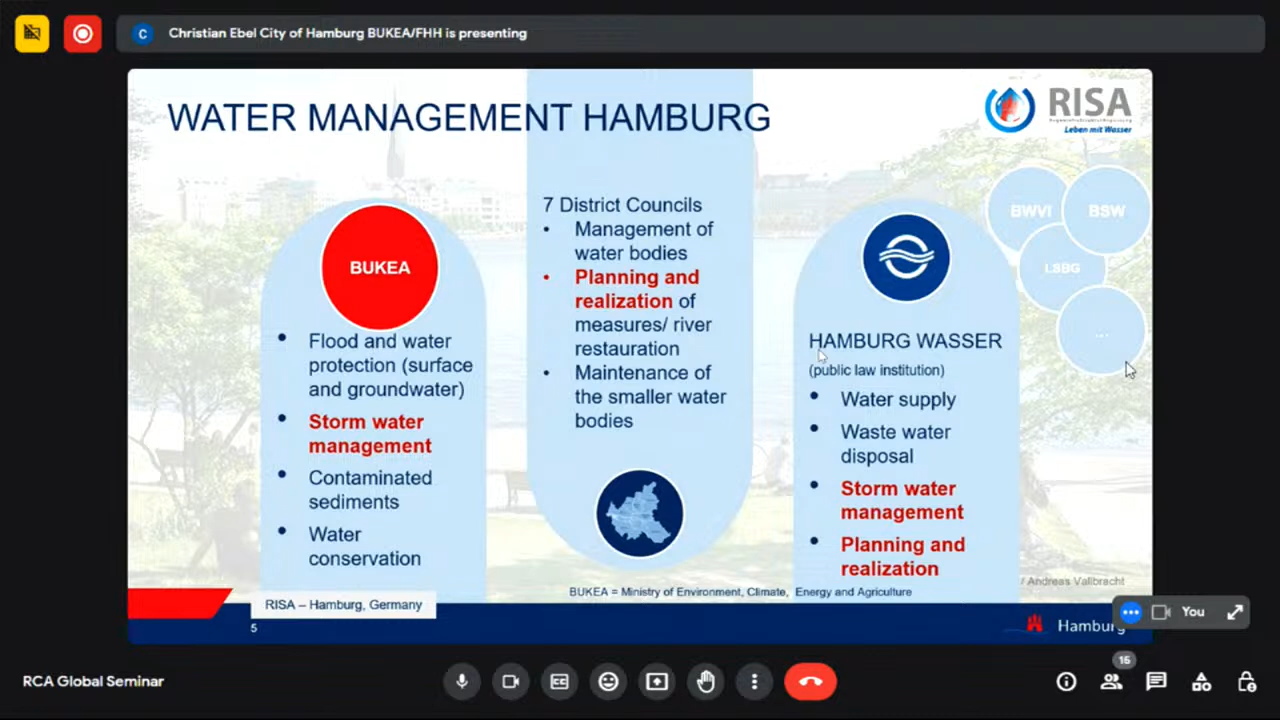 C
Christian Ebel City of Hamburg BUKEA/FHH is presenting
WATER MANAGEMENT HAMBURG
RISA
Leben mit Wasser
BWVI
BSW
LSBG
...
BUKEA
• Flood and water
protection (surface
and groundwater)
• Storm water
management
• Contaminated
sediments
• Water
conservation
7 District Councils
• Management of
water bodies
• Planning and
realization of
measures/ river
restauration
• Maintenance of
the smaller water
bodies
HAMBURG WASSER
(public law institution)
• Water supply
• Waste water
disposal
• Storm water
management
• Planning and
realization
/ Andreas Vallbracht
BUKEA = Ministry of Environment, Climate, Energy and Agriculture
RISA – Hamburg, Germany
5
Hamburg
You
15
RCA Global Seminar
CC